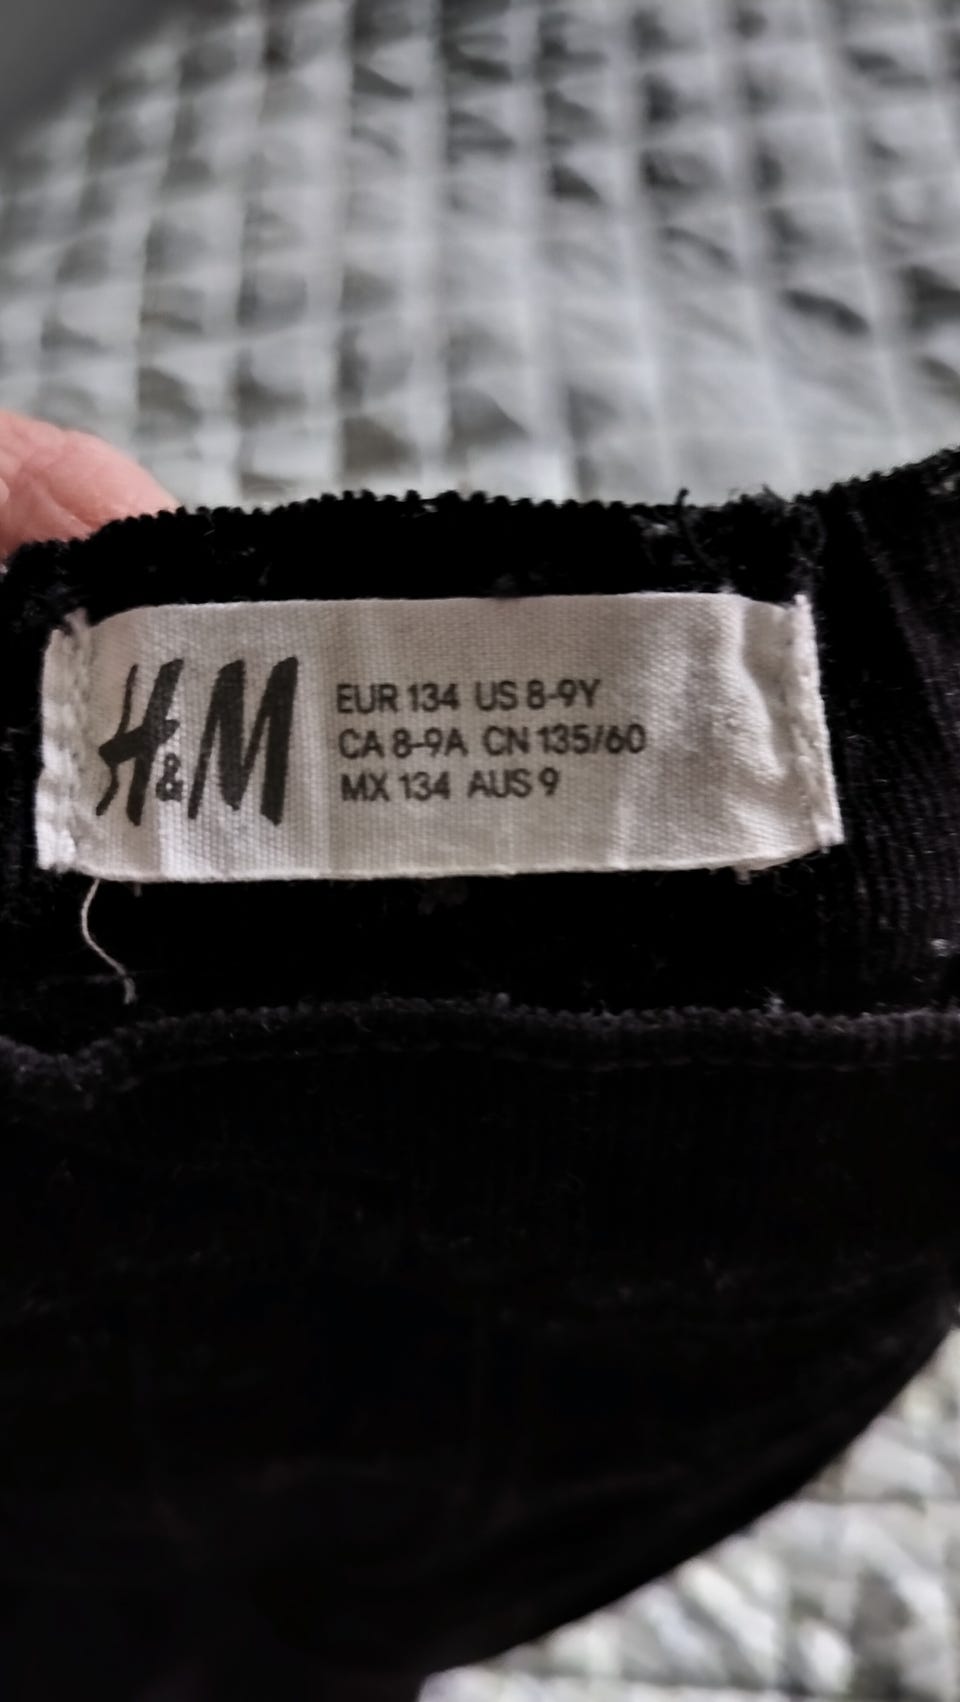 H&M
EUR 134 US 8-9Y
CA 8-9A CN 135/60
MX 134 AUS 9